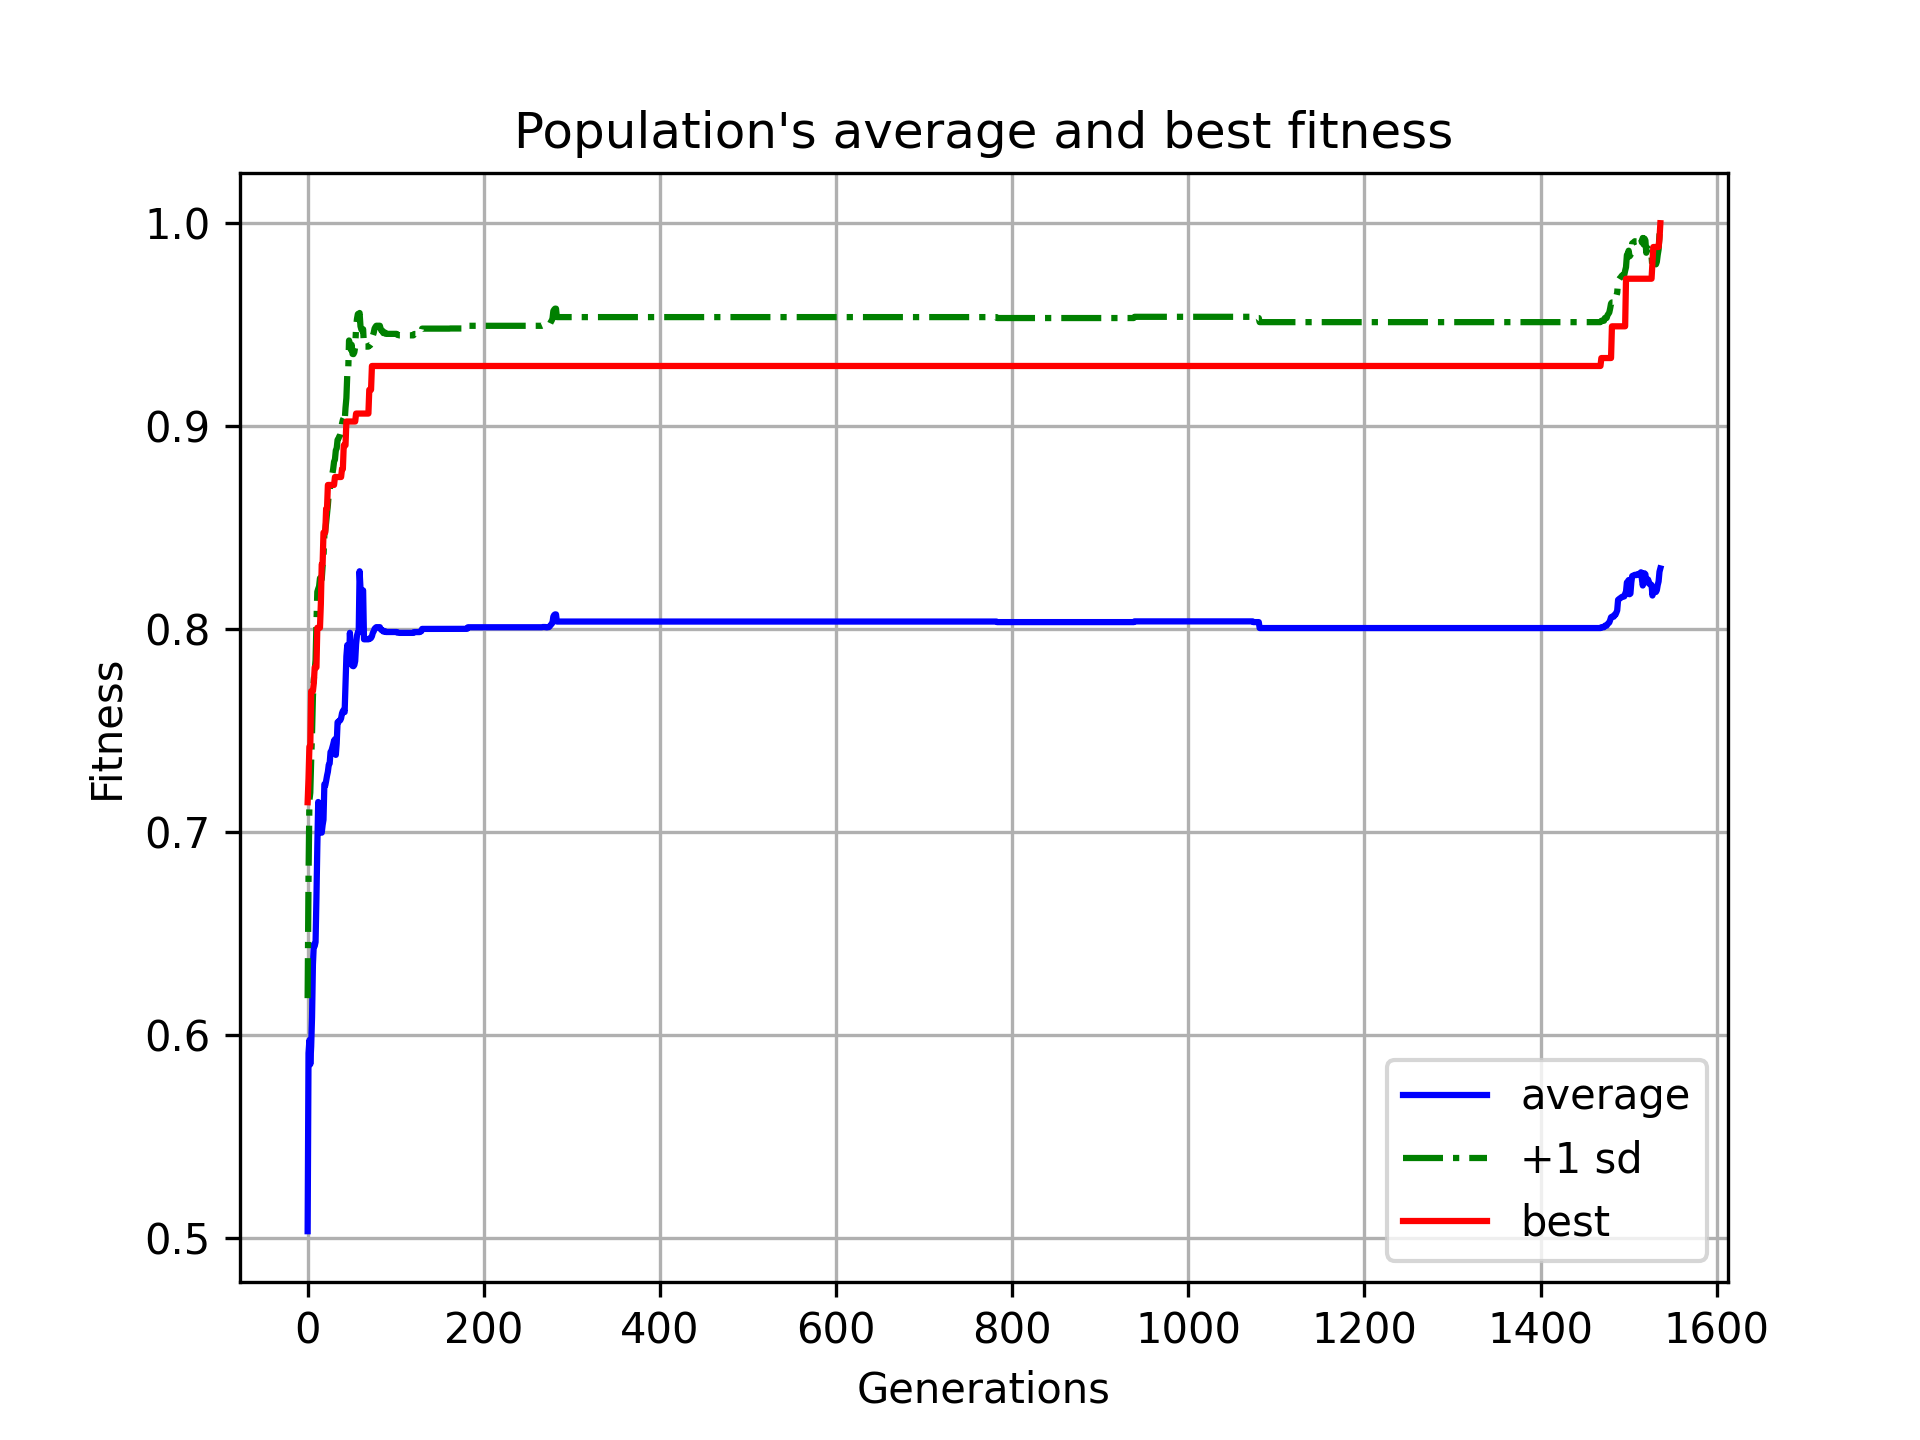 Population's average and best fitness
1.0
0.9
0.8
0.7
0.6
0.5
Fitness
average
+1 sd
best
0 200 400 600 800 1000 1200 1400 1600
Generations